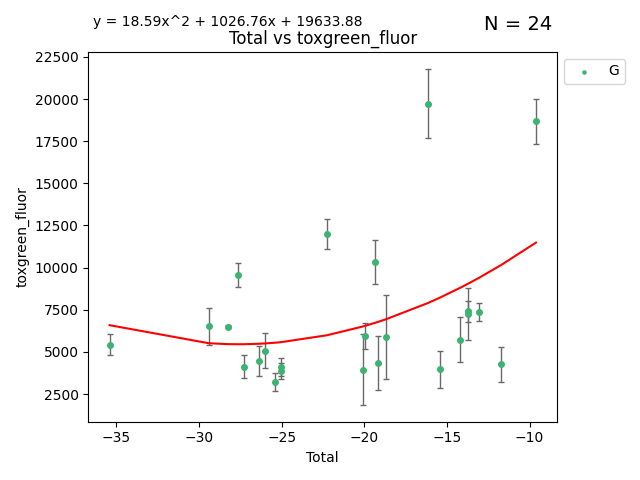 y = 18.59x^2 + 1026.76x + 19633.88
N = 24
Total vs toxgreen_fluor
G
22500
20000
17500
15000
12500
10000
7500
5000
2500
toxgreen_fluor
−35 −30 −25 −20 −15 −10
Total